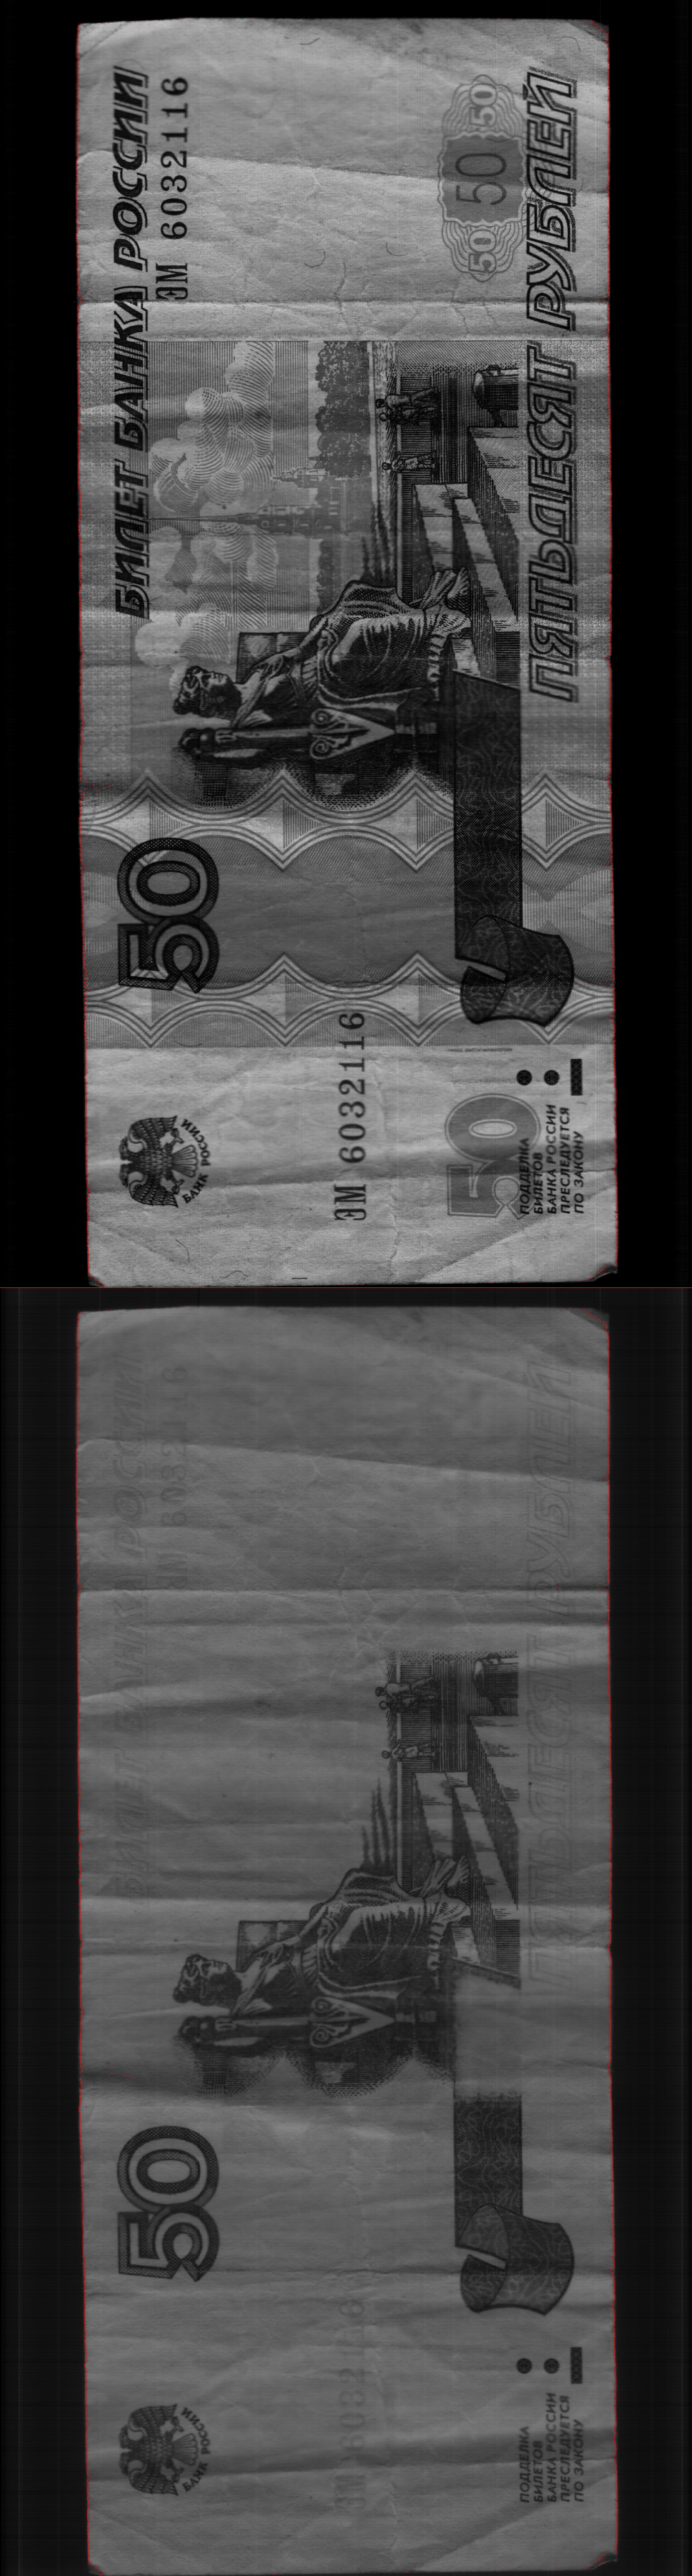 БИЛЕТ БАНКА РОССИИ
ЭМ 6032116
50
50
50
ПЯТЬДЕСЯТ РУБЛЕЙ
50
ЭМ 6032116
БАНК РОССИИ
50
ПОДДЕЛКА
БИЛЕТОВ
БАНКА РОССИИ
ПРЕСЛЕДУЕТСЯ
ПО ЗАКОНУ
БИЛЕТ БАНКА РОССИИ
ЭМ 6032116
ПЯТЬДЕСЯТ РУБЛЕЙ
50
ЭМ 6032116
БАНК РОССИИ
ПОДДЕЛКА
БИЛЕТОВ
БАНКА РОССИИ
ПРЕСЛЕДУЕТСЯ
ПО ЗАКОНУ